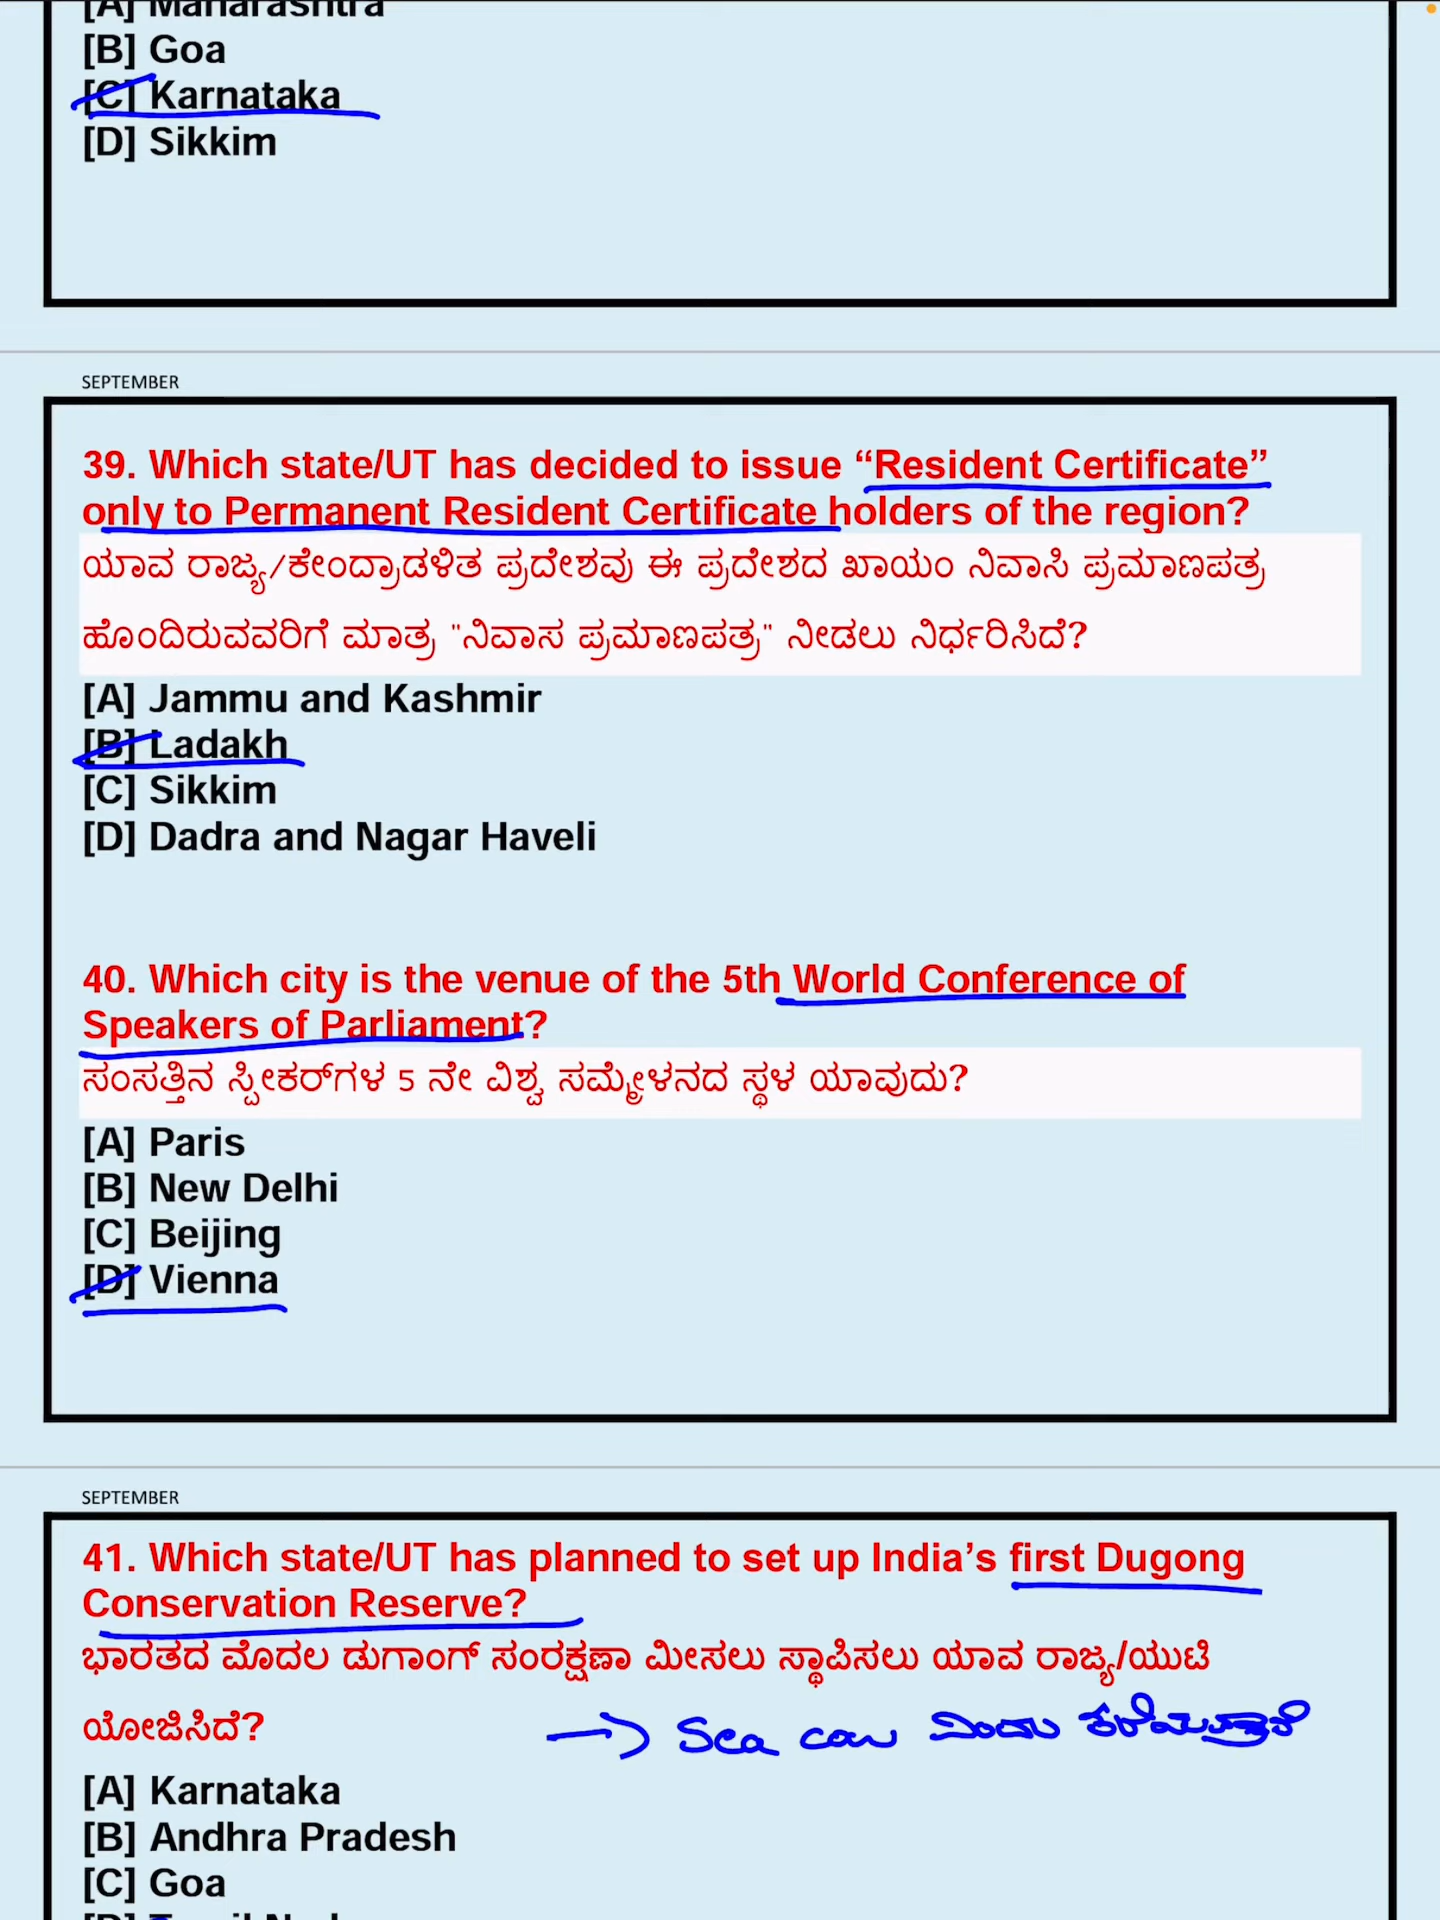 [A] Maharashtra
[B] Goa
[C] Karnataka
[D] Sikkim
SEPTEMBER
39. Which state/UT has decided to issue “Resident Certificate”
only to Permanent Resident Certificate holders of the region?
ಯಾವ ರಾಜ್ಯ/ಕೇಂದ್ರಾಡಳಿತ ಪ್ರದೇಶವು ಈ ಪ್ರದೇಶದ ಖಾಯಂ ನಿವಾಸಿ ಪ್ರಮಾಣಪತ್ರ
ಹೊಂದಿರುವವರಿಗೆ ಮಾತ್ರ "ನಿವಾಸ ಪ್ರಮಾಣಪತ್ರ" ನೀಡಲು ನಿರ್ಧರಿಸಿದೆ?
[A] Jammu and Kashmir
[B] Ladakh
[C] Sikkim
[D] Dadra and Nagar Haveli
40. Which city is the venue of the 5th World Conference of
Speakers of Parliament?
ಸಂಸತ್ತಿನ ಸ್ಪೀಕರ್‌ಗಳ 5 ನೇ ವಿಶ್ವ ಸಮ್ಮೇಳನದ ಸ್ಥಳ ಯಾವುದು?
[A] Paris
[B] New Delhi
[C] Beijing
[D] Vienna
SEPTEMBER
41. Which state/UT has planned to set up India’s first Dugong
Conservation Reserve?
ಭಾರತದ ಮೊದಲ ಡುಗಾಂಗ್ ಸಂರಕ್ಷಣಾ ಮೀಸಲು ಸ್ಥಾಪಿಸಲು ಯಾವ ರಾಜ್ಯ/ಯುಟಿ
ಯೋಜಿಸಿದೆ? → Sea cow ಎಂದು ಕರೆಯುತ್ತಾರೆ
[A] Karnataka
[B] Andhra Pradesh
[C] Goa
[D] Tamil Nadu